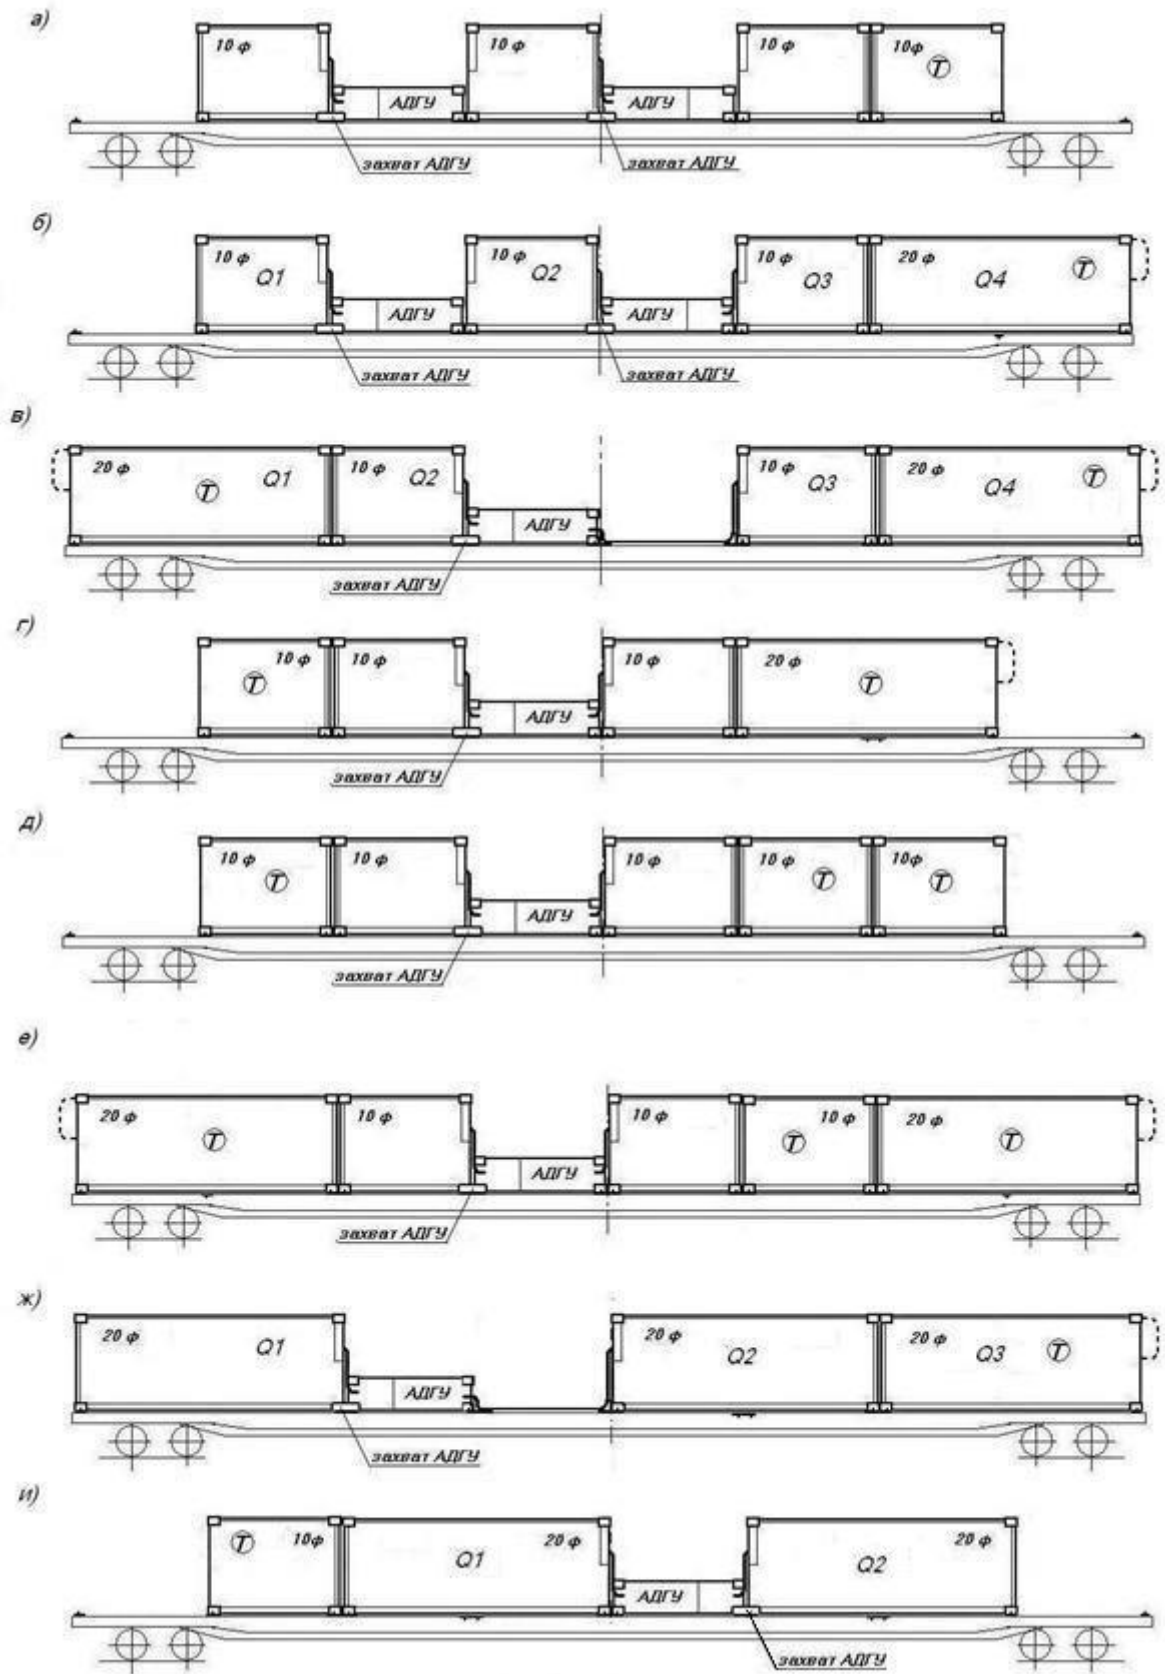 а)
10 ф 10 ф 10 ф 10ф
Т
АДГУ АДГУ
захват АДГУ захват АДГУ
б)
10 ф 10 ф 10 ф 20 ф
Q1 Q2 Q3 Q4 Т
АДГУ АДГУ
захват АДГУ захват АДГУ
в)
20 ф Q1 10 ф Q2 10 ф Q3 20 ф Т
Т Q4
АДГУ
захват АДГУ
г)
10 ф 10 ф 10 ф 20 ф
Т Т
АДГУ
захват АДГУ
д)
10 ф 10 ф 10 ф 10 ф 10ф
Т Т Т
АДГУ
захват АДГУ
е)
20 ф 10 ф 10 ф 10 ф 20 ф
Т Т Т
АДГУ
захват АДГУ
ж)
20 ф Q1 20 ф Q2 20 ф Q3 Т
АДГУ
захват АДГУ
и)
Т 10ф 20 ф 20 ф
Q1 Q2
АДГУ
захват АДГУ